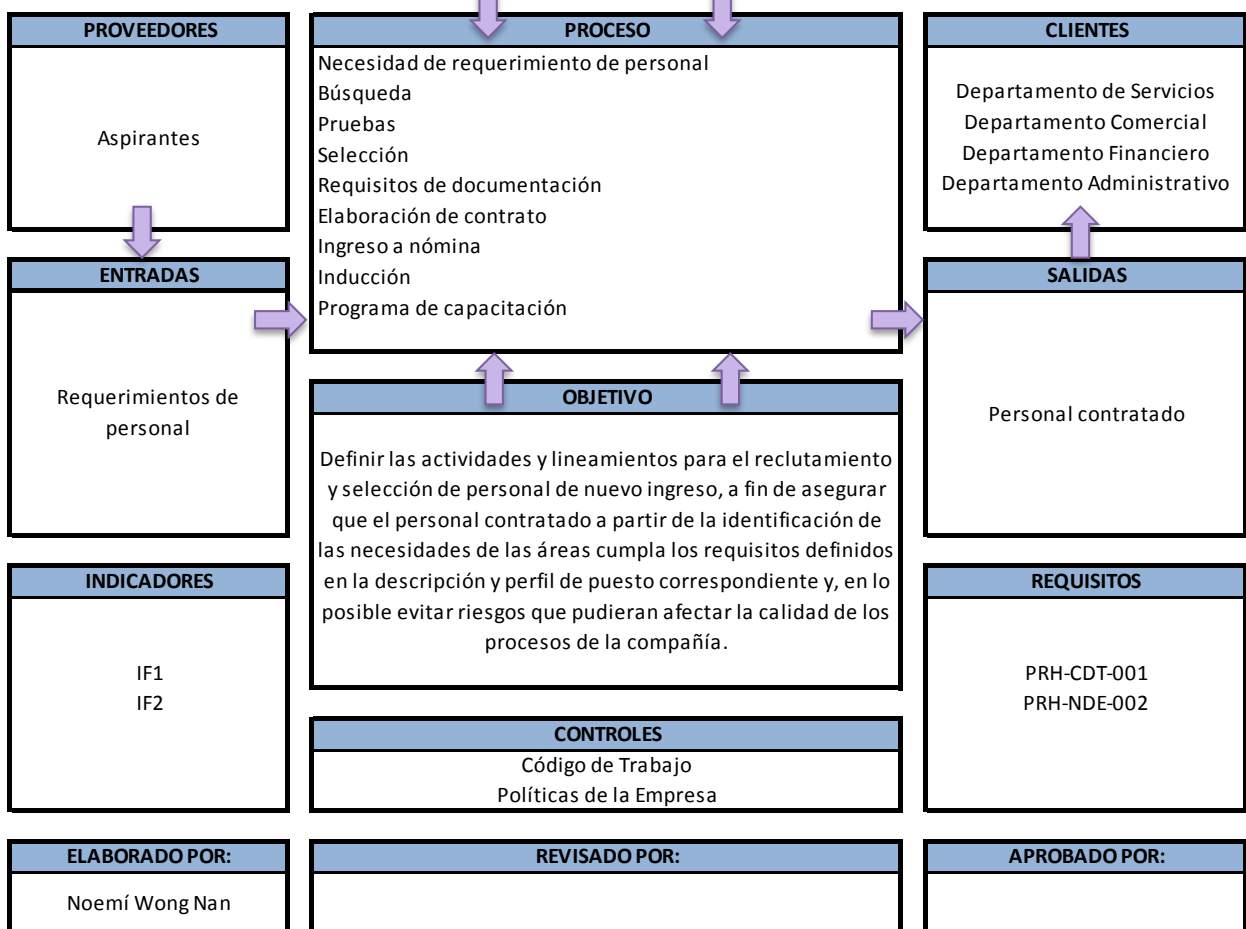 PROVEEDORES
Aspirantes
PROCESO
Necesidad de requerimiento de personal
Búsqueda
Pruebas
Selección
Requisitos de documentación
Elaboración de contrato
Ingreso a nómina
Inducción
Programa de capacitación
CLIENTES
Departamento de Servicios
Departamento Comercial
Departamento Financiero
Departamento Administrativo
ENTRADAS
Requerimientos de
personal
SALIDAS
Personal contratado
OBJETIVO
Definir las actividades y lineamientos para el reclutamiento
y selección de personal de nuevo ingreso, a fin de asegurar
que el personal contratado a partir de la identificación de
las necesidades de las áreas cumpla los requisitos definidos
en la descripción y perfil de puesto correspondiente y, en lo
posible evitar riesgos que pudieran afectar la calidad de los
procesos de la compañía.
INDICADORES
IF1
IF2
REQUISITOS
PRH-CDT-001
PRH-NDE-002
CONTROLES
Código de Trabajo
Políticas de la Empresa
ELABORADO POR:
Noemí Wong Nan
REVISADO POR:
APROBADO POR: